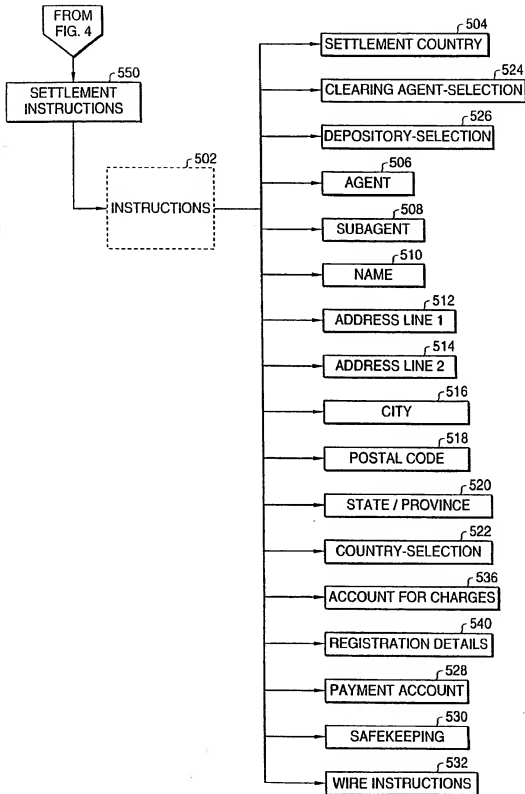 FROM
FIG. 4
550
SETTLEMENT
INSTRUCTIONS
502
INSTRUCTIONS
504
SETTLEMENT COUNTRY
524
CLEARING AGENT-SELECTION
526
DEPOSITORY-SELECTION
506
AGENT
508
SUBAGENT
510
NAME
512
ADDRESS LINE 1
514
ADDRESS LINE 2
516
CITY
518
POSTAL CODE
520
STATE / PROVINCE
522
COUNTRY-SELECTION
536
ACCOUNT FOR CHARGES
540
REGISTRATION DETAILS
528
PAYMENT ACCOUNT
530
SAFEKEEPING
532
WIRE INSTRUCTIONS